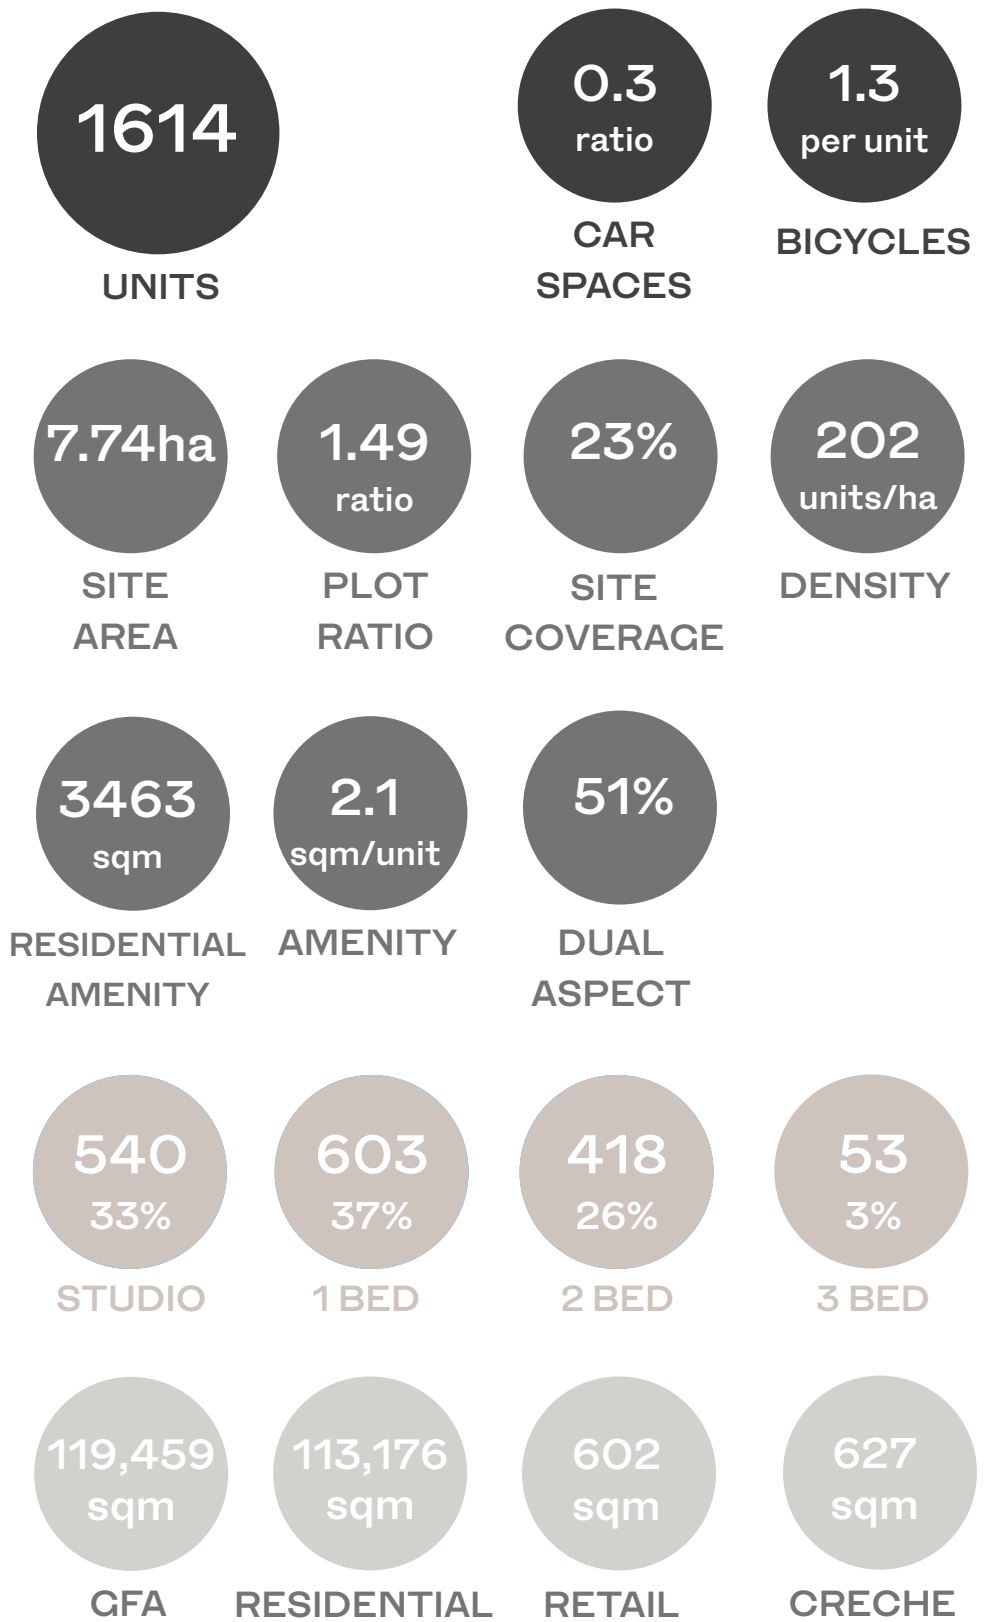 1614
UNITS
0.3
ratio
CAR
SPACES
1.3
per unit
BICYCLES
7.74ha
SITE
AREA
1.49
ratio
PLOT
RATIO
23%
SITE
COVERAGE
202
units/ha
DENSITY
3463
sqm
RESIDENTIAL
AMENITY
2.1
sqm/unit
AMENITY
51%
DUAL
ASPECT
540
33%
STUDIO
603
37%
1 BED
418
26%
2 BED
53
3%
3 BED
119,459
sqm
GFA
113,176
sqm
RESIDENTIAL
602
sqm
RETAIL
627
sqm
CRECHE